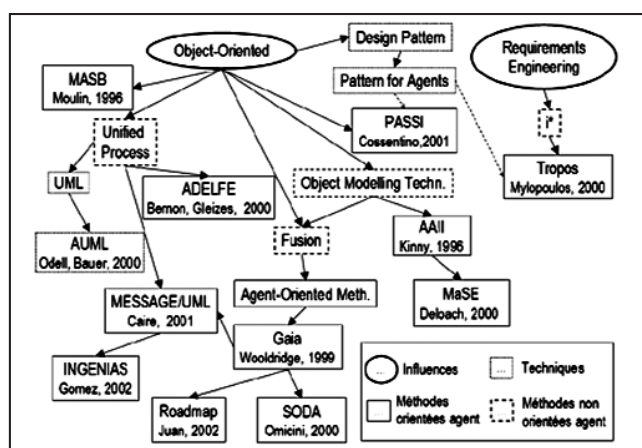 Object-Oriented
Design Pattern
Requirements
Engineering
MASB
Moulin, 1996
Pattern for Agents
Unified
Process
PASSI
Cossentino,2001
i*
UML
ADELFE
Bernon, Gleizes, 2000
Object Modelling Techn.
Tropos
Mylopoulos, 2000
AUML
Odell, Bauer, 2000
Fusion
AAII
Kinny, 1996
MESSAGE/UML
Caire, 2001
Agent-Oriented Meth.
MaSE
Deloach, 2000
INGENIAS
Gomez, 2002
Gaia
Wooldridge, 1999
Roadmap
Juan, 2002
SODA
Omicini, 2000
... Influences
... Techniques
... Méthodes
orientées agent
... Méthodes non
orientées agent